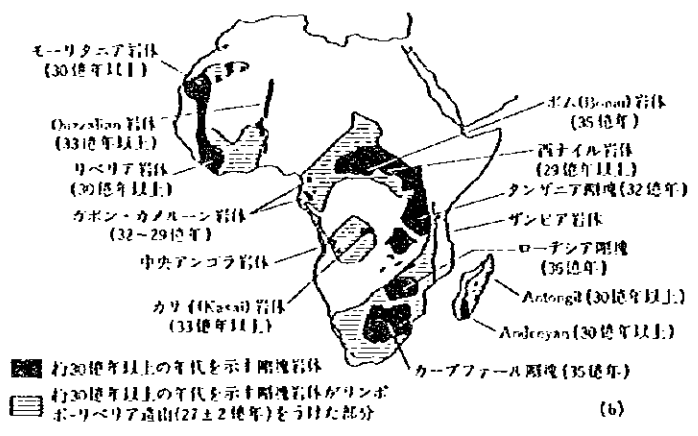 モーリタニア岩体
(30億年以上)
Ouzzalian岩体
(33億年以上)
リベリア岩体
(30億年以上)
ガボン・カメルーン岩体
(32〜29億年)
中央アンゴラ岩体
カサイ(Kasai)岩体
(33億年以上)
ボム(Bomu)岩体
(35億年)
西ナイル岩体
(29億年以上)
タンザニア剛塊(32億年)
ザンビア岩体
ローデシア剛塊
(35億年)
Antongil(30億年以上)
Androyan(30億年以上)
カープファール剛塊(35億年)
約30億年以上の年代を示す剛塊岩体
約30億年以上の年代を示す剛塊岩体がリンポ
ポ-リベリア造山(27±2億年)をうけた部分
(b)